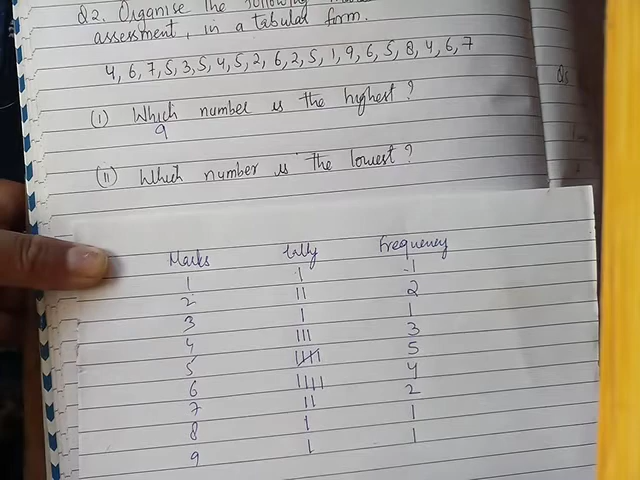 Q2. Organise the following
assessment, in a tabular form.
4, 6, 7, 5, 3, 5, 4, 5, 2, 6, 2, 5, 1, 9, 6, 5, 8, 4, 6, 7
(i) Which number is the highest?
9
(ii) Which number is the lowest?
Qs
Marks Tally Frequency
1 | 1
2 || 2
3 | 1
4 ||| 3
5 𝍸 5
6 |||| 4
7 || 2
8 | 1
9 | 1